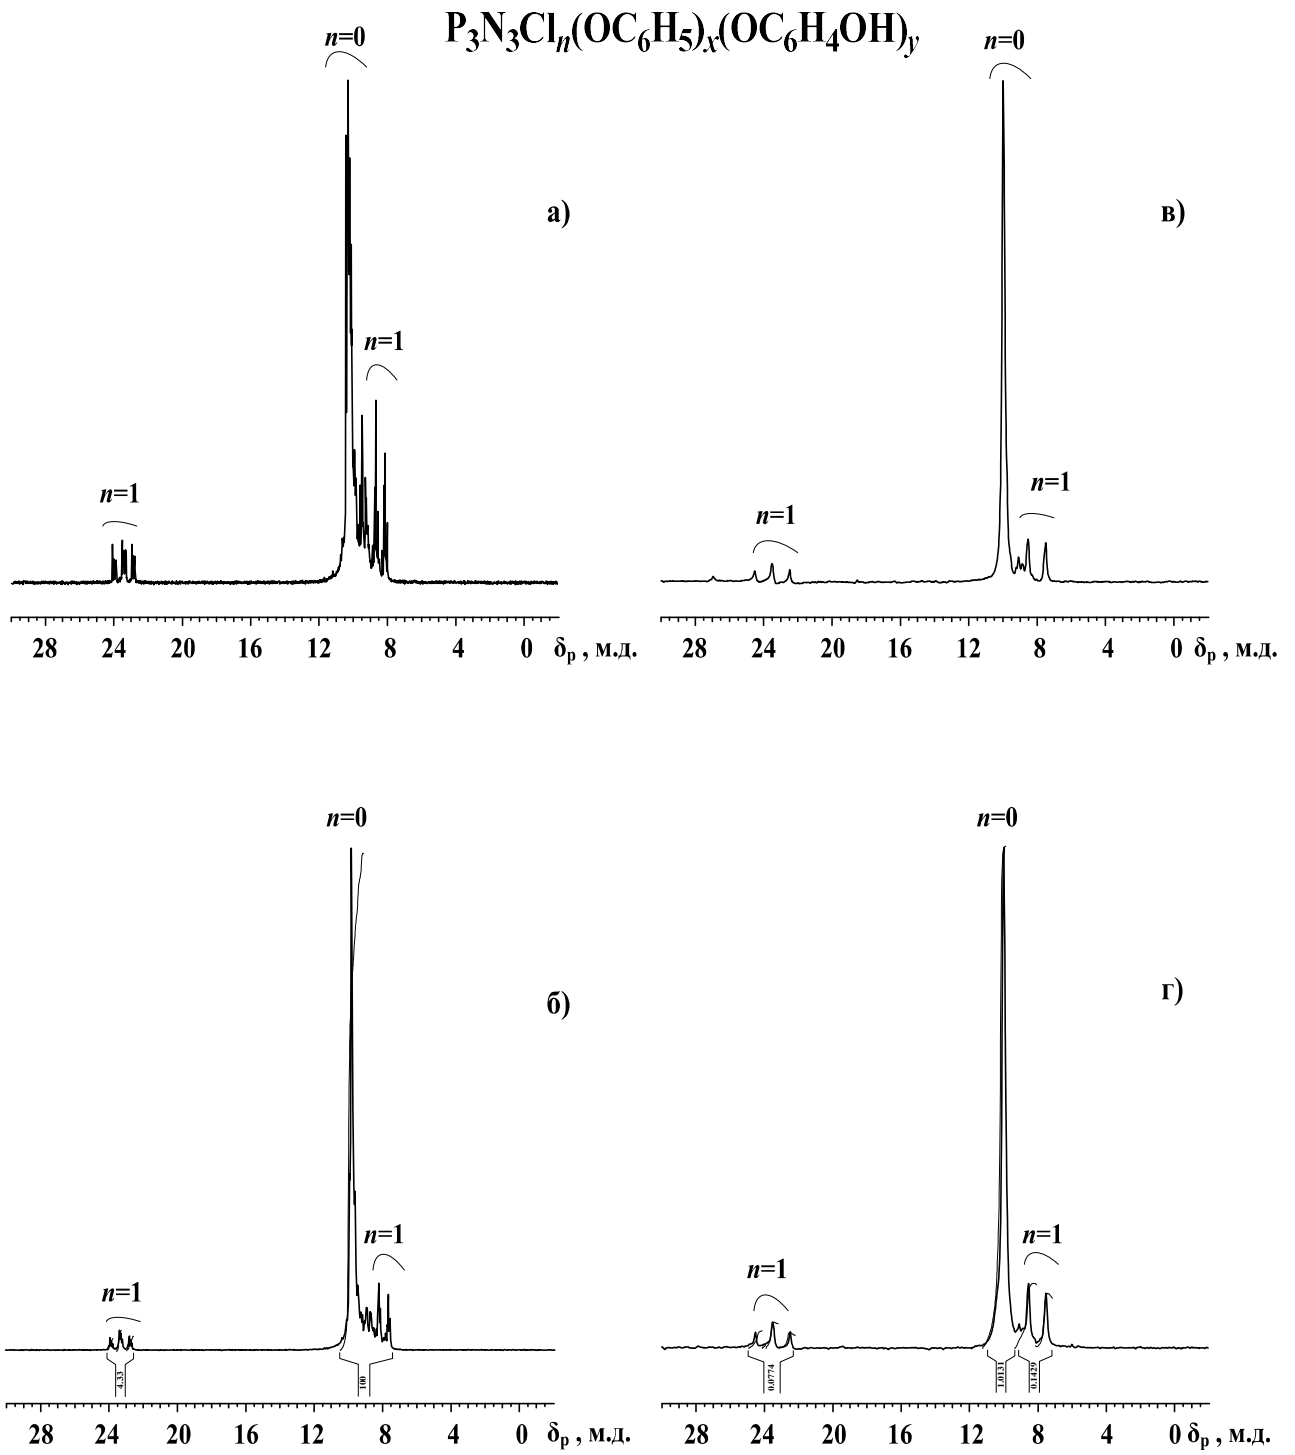 P₃N₃Clₙ(OC₆H₅)ₓ(OC₆H₄OH)ᵧ
n=0
n=0
а)
в)
n=1
n=1
n=1
n=1
28 24 20 16 12 8 4 0 δₚ , м.д.
28 24 20 16 12 8 4 0 δₚ , м.д.
n=0
n=0
б)
г)
n=1
n=1
n=1
n=1
4.33
100
0.0774
1.0131
0.1429
28 24 20 16 12 8 4 0 δₚ , м.д.
28 24 20 16 12 8 4 0 δₚ , м.д.